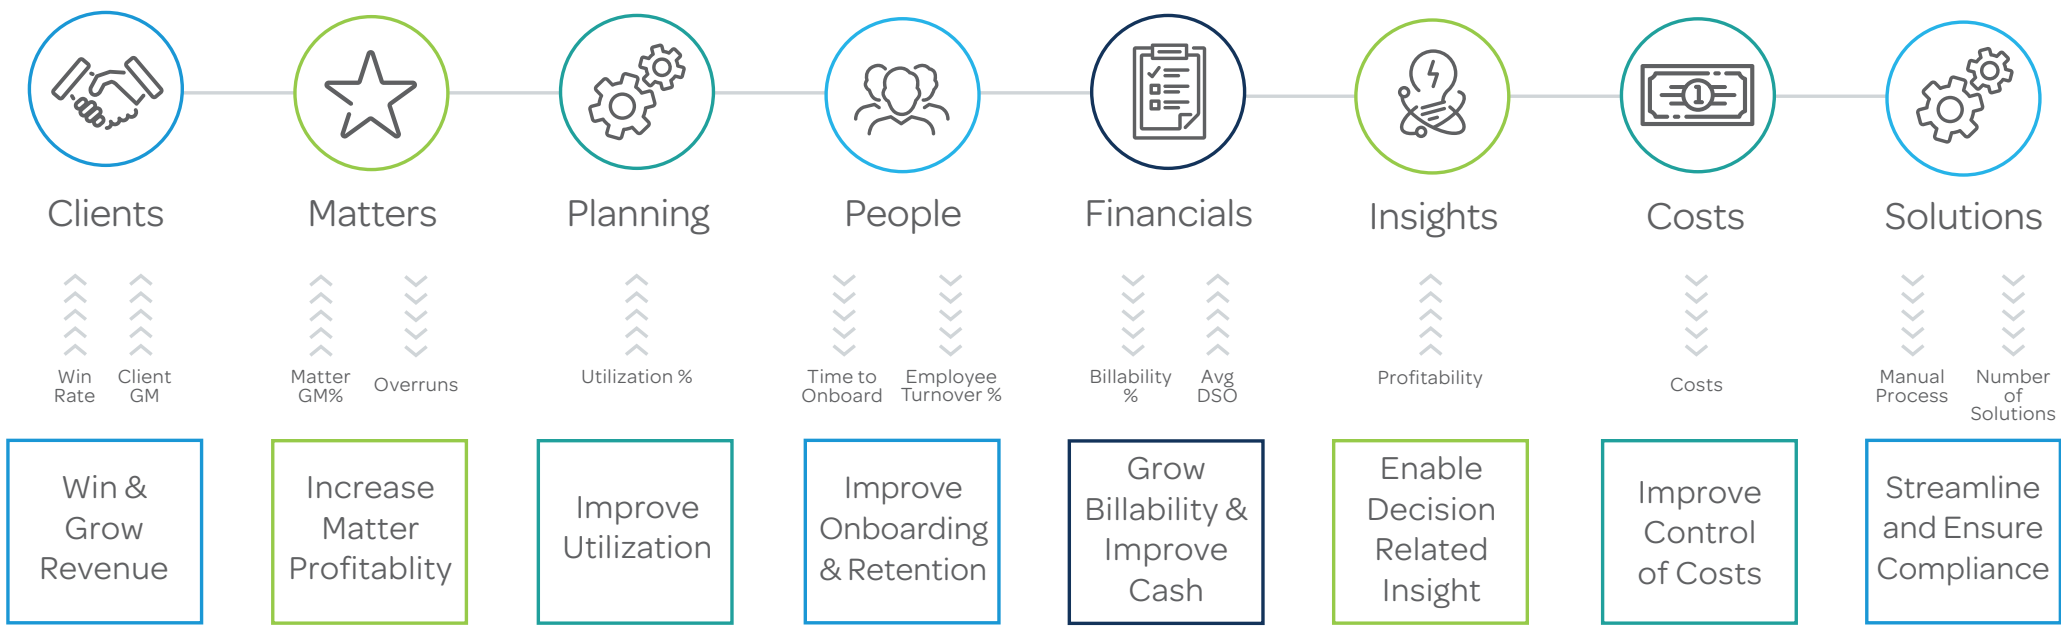 1
Clients
Matters
Planning
People
Financials
Insights
Costs
Solutions
Win
Rate
Client
GM
Matter
GM%
Overruns
Utilization %
Time to
Onboard
Employee
Turnover %
Billability
%
Avg
DSO
Profitability
Costs
Manual
Process
Number
of
Solutions
Win &
Grow
Revenue
Increase
Matter
Profitablity
Improve
Utilization
Improve
Onboarding
& Retention
Grow
Billability &
Improve
Cash
Enable
Decision
Related
Insight
Improve
Control
of Costs
Streamline
and Ensure
Compliance